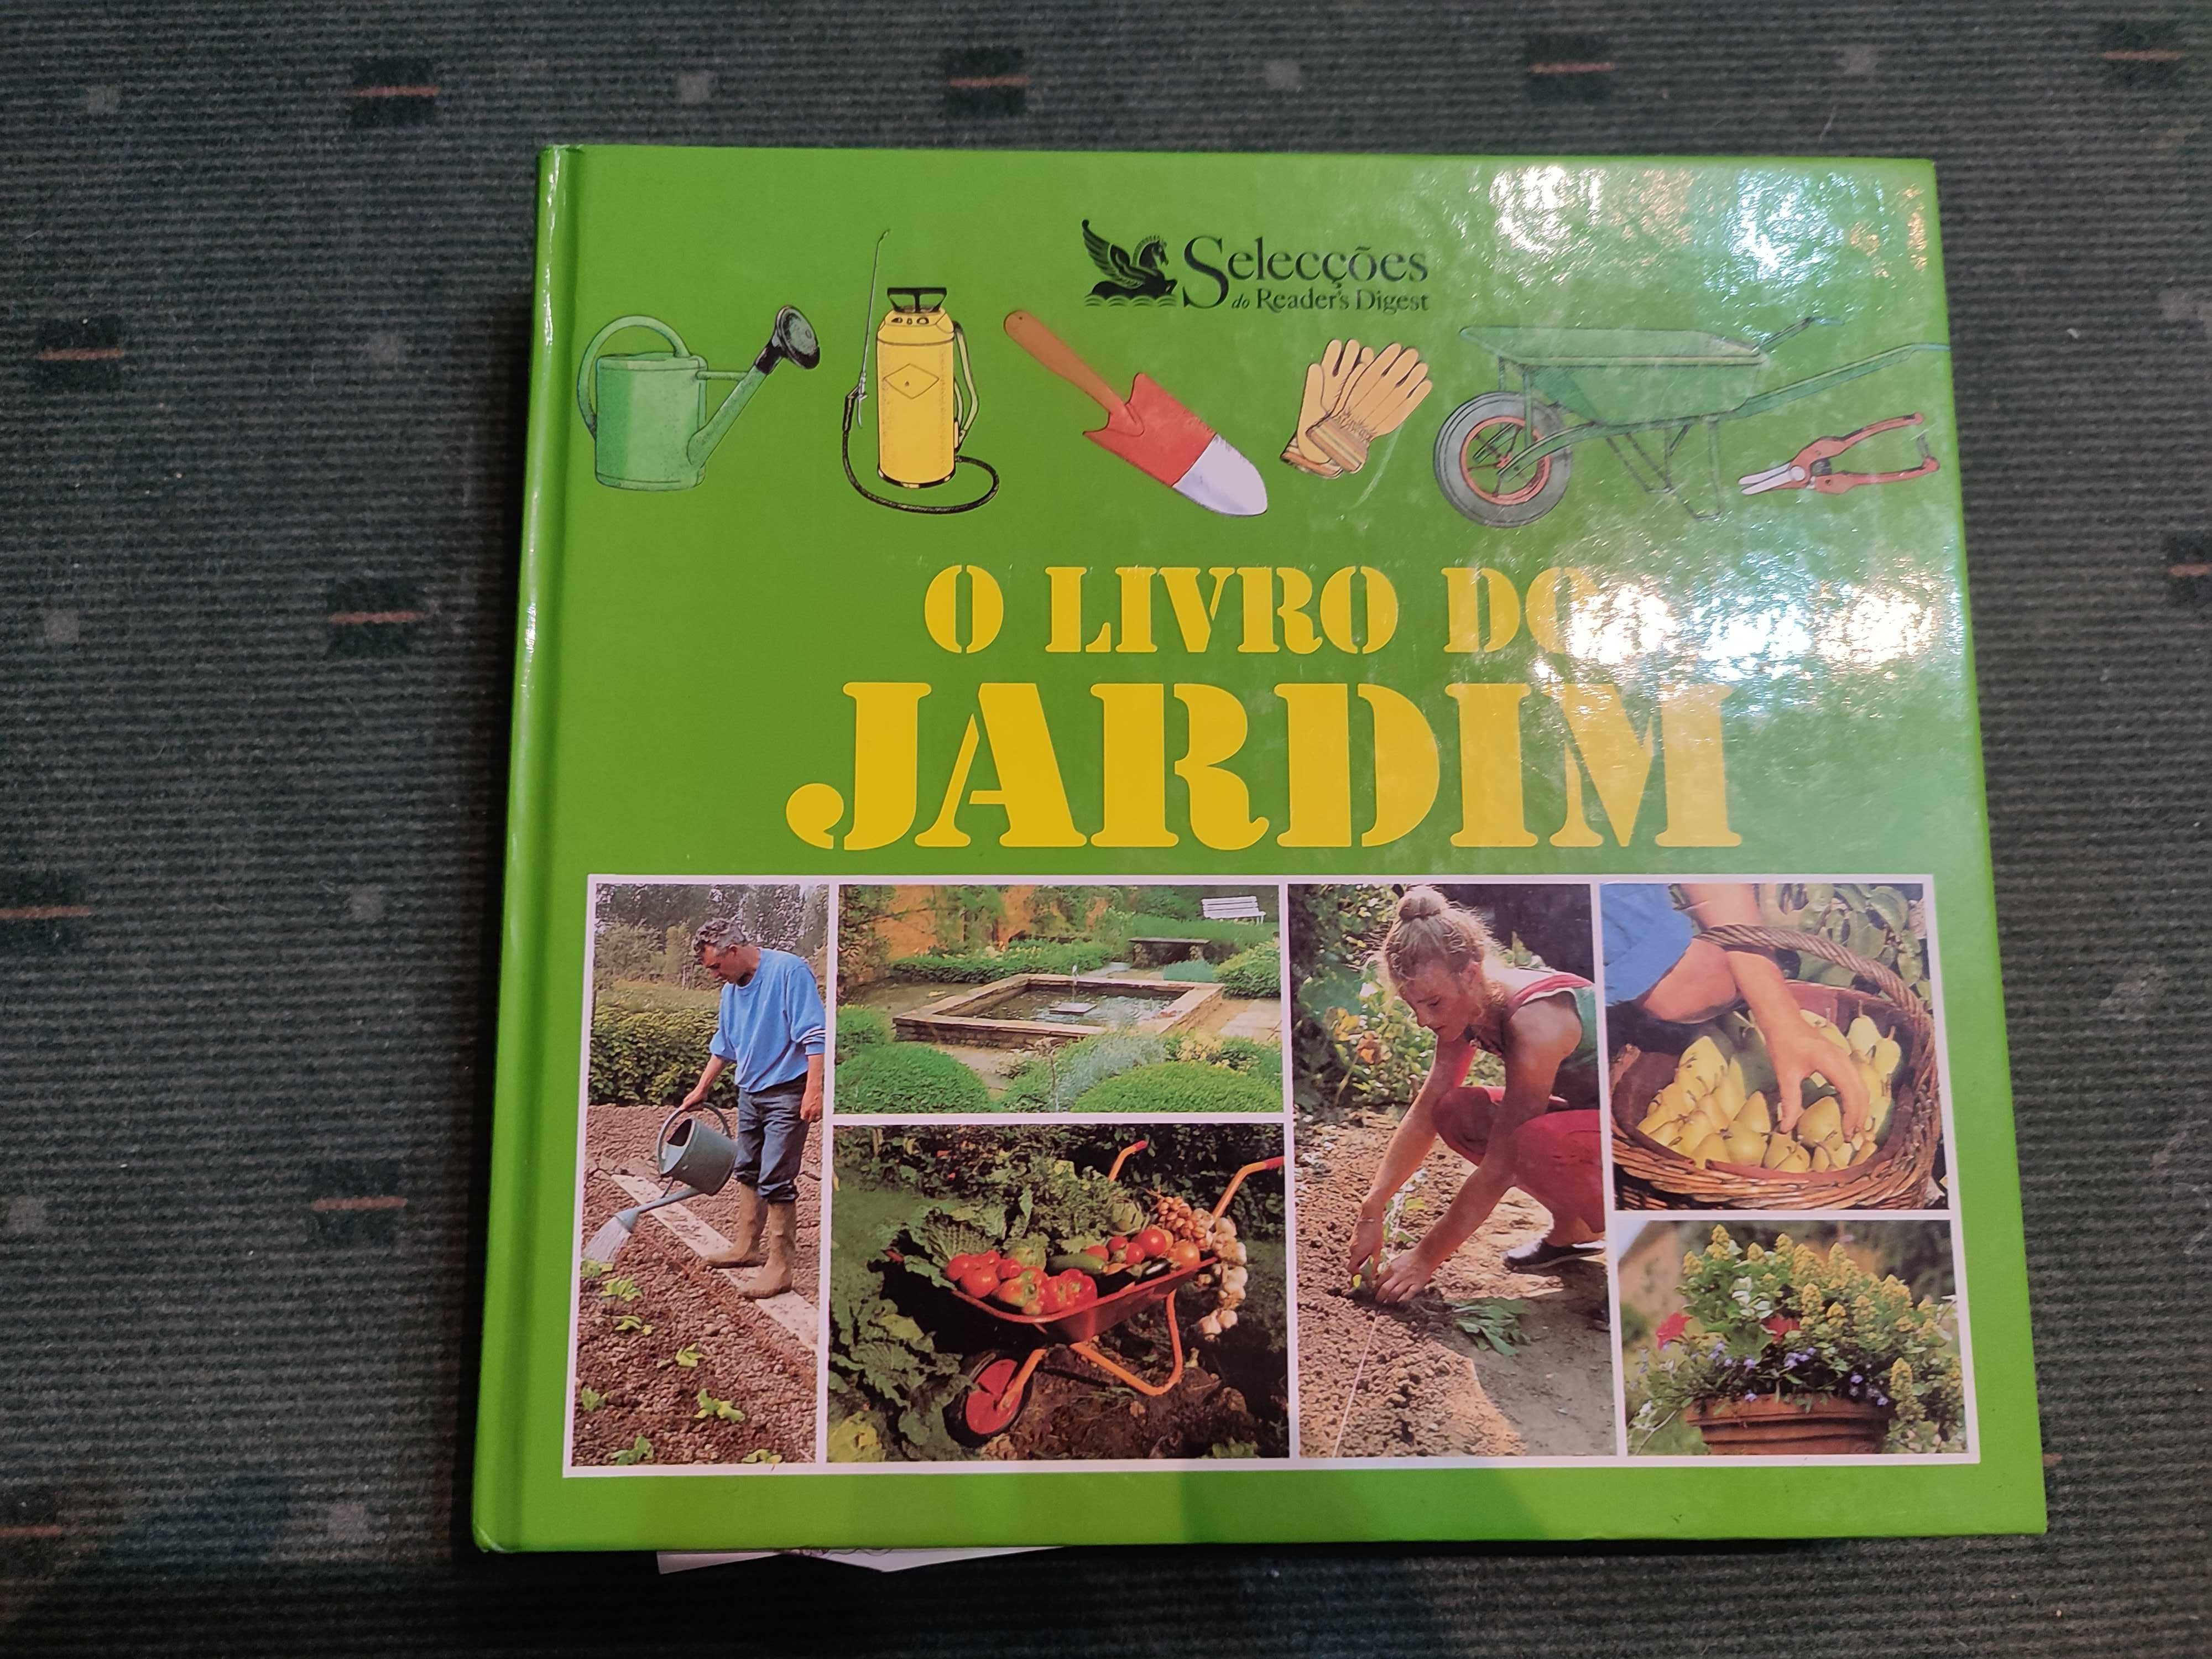 Selecções
do Reader's Digest
O LIVRO DO
JARDIM